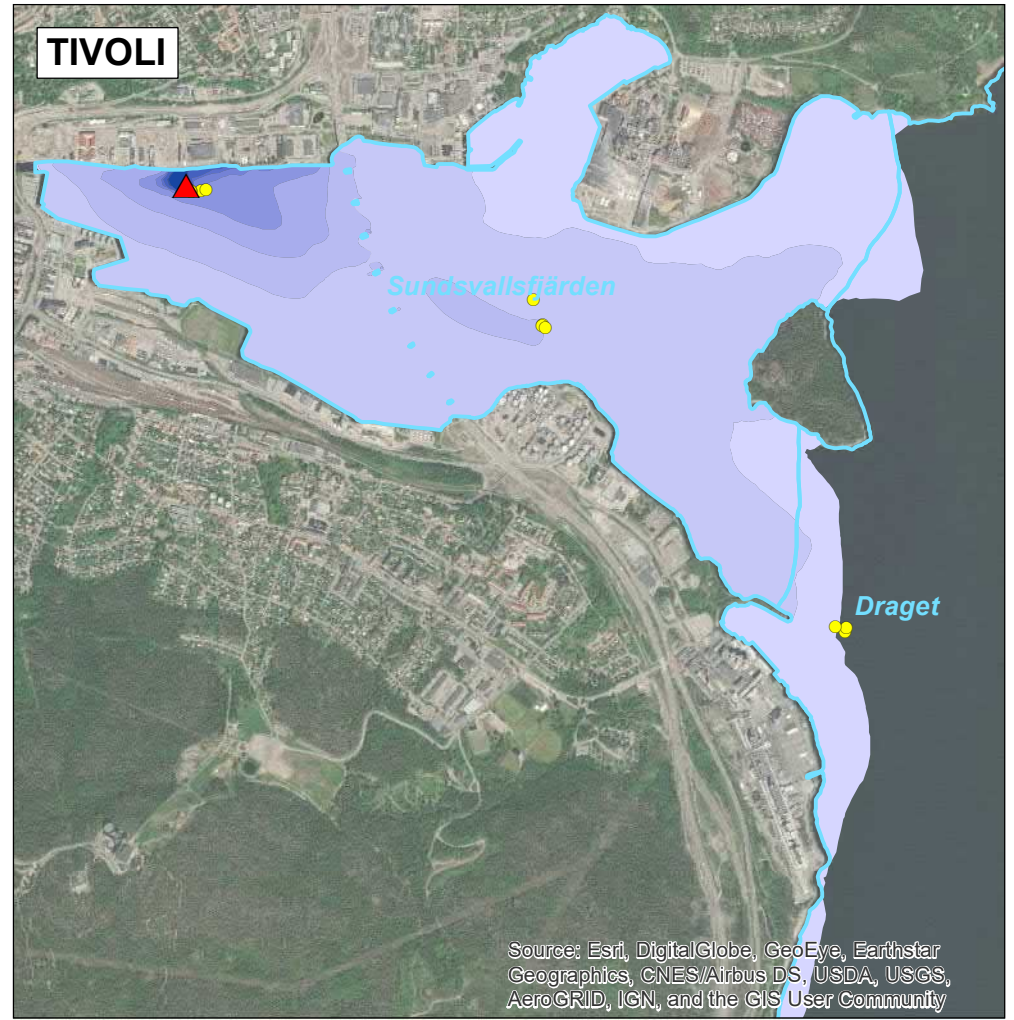 TIVOLI
Sundsvallsfjärden
Draget
Source: Esri, DigitalGlobe, GeoEye, Earthstar
Geographics, CNES/Airbus DS, USDA, USGS,
AeroGRID, IGN, and the GIS User Community